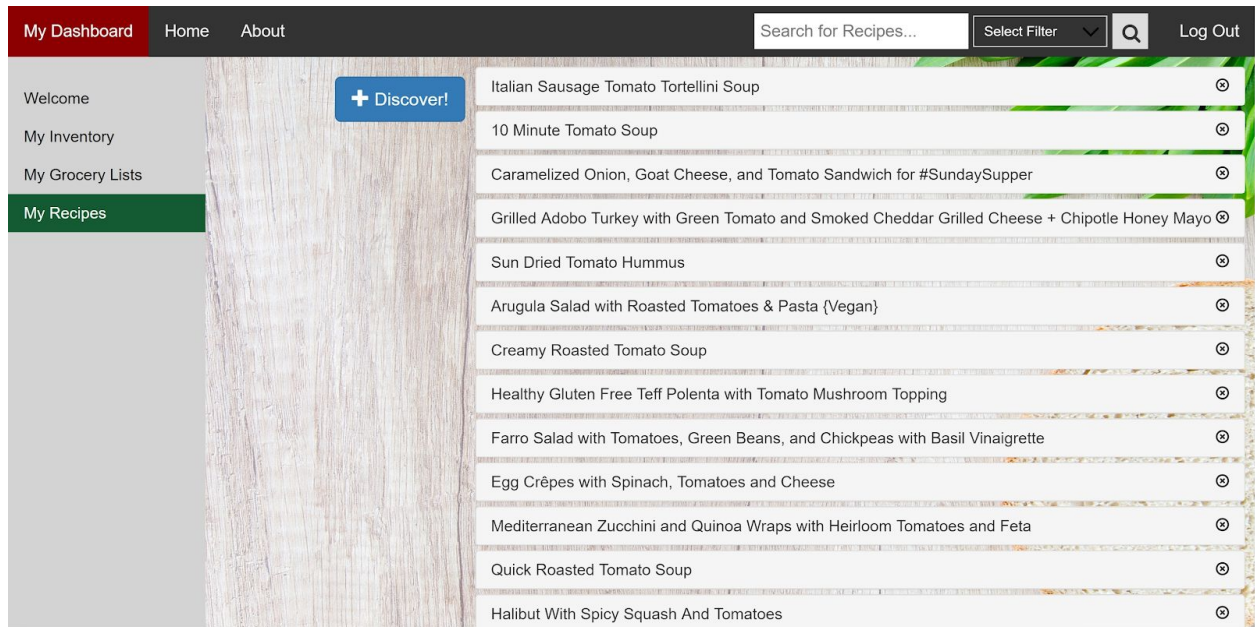 My Dashboard Home About Search for Recipes... Select Filter Log Out
Welcome
My Inventory
My Grocery Lists
My Recipes
Discover!
Italian Sausage Tomato Tortellini Soup
10 Minute Tomato Soup
Caramelized Onion, Goat Cheese, and Tomato Sandwich for #SundaySupper
Grilled Adobo Turkey with Green Tomato and Smoked Cheddar Grilled Cheese + Chipotle Honey Mayo
Sun Dried Tomato Hummus
Arugula Salad with Roasted Tomatoes & Pasta {Vegan}
Creamy Roasted Tomato Soup
Healthy Gluten Free Teff Polenta with Tomato Mushroom Topping
Farro Salad with Tomatoes, Green Beans, and Chickpeas with Basil Vinaigrette
Egg Crêpes with Spinach, Tomatoes and Cheese
Mediterranean Zucchini and Quinoa Wraps with Heirloom Tomatoes and Feta
Quick Roasted Tomato Soup
Halibut With Spicy Squash And Tomatoes